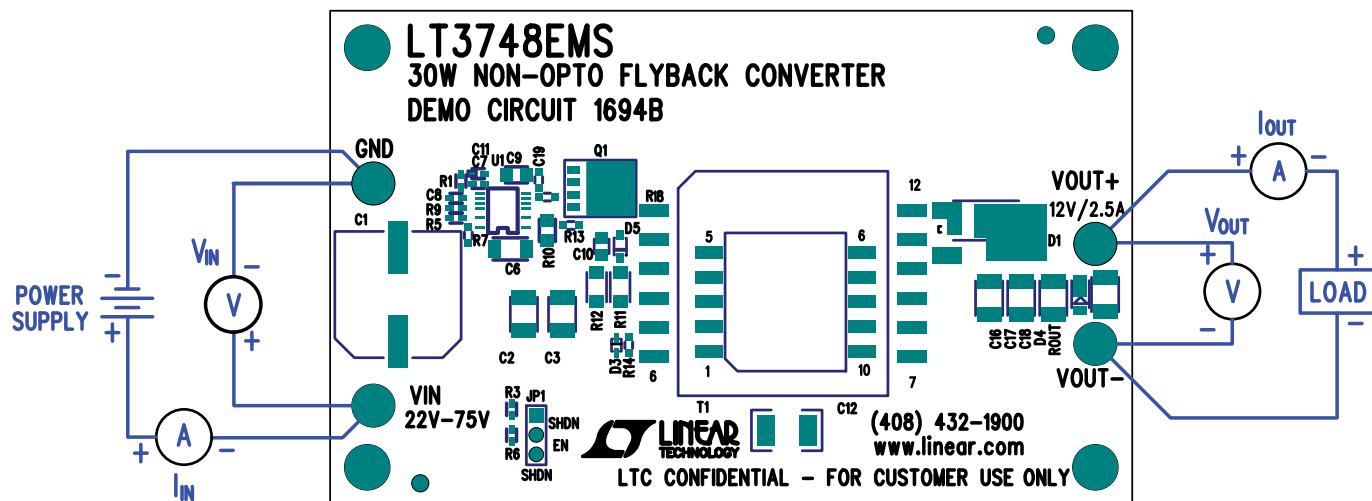 LT3748EMS
30W NON-OPTO FLYBACK CONVERTER
DEMO CIRCUIT 1694B
GND
C11
C7
U1
C9
C19
Q1
R1
C8
R9
R5
R7
C6
R10
R13
C10
D5
R16
C1
12
5
6
VOUT+
12V/2.5A
D1
IOUT
+
A
-
VOUT
+
V
-
+
LOAD
-
VIN
-
V
+
POWER
SUPPLY
-
+
C2
C3
R12
R11
D3
R14
6
1
10
7
C16
C17
C18
D4
ROUT
VOUT-
VIN
22V-75V
R3
R6
JP1
SHDN
EN
SHDN
T1
C12
+
A
-
IIN
LINEAR
TECHNOLOGY
(408) 432-1900
www.linear.com
LTC CONFIDENTIAL - FOR CUSTOMER USE ONLY